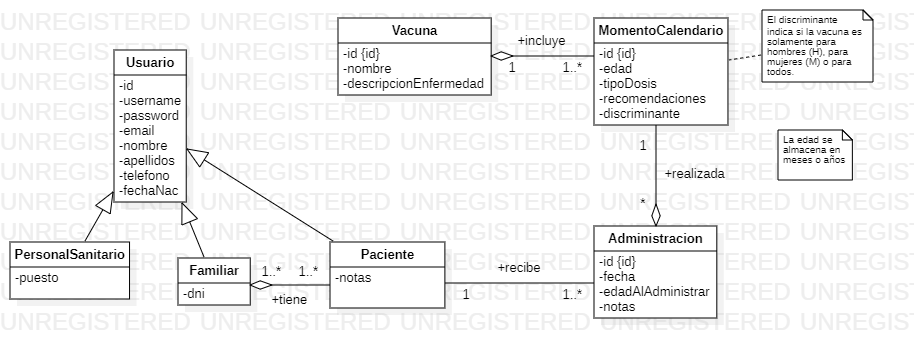 UNREGISTERED UNREGISTERED UNREGISTERED UNREGISTERED UNREGISTERED
Vacuna
-id {id}
-nombre
-descripcionEnfermedad
+incluye
1
1..*
MomentoCalendario
-id {id}
-edad
-tipoDosis
-recomendaciones
-discriminante
El discriminante
indica si la vacuna es
solamente para
hombres (H), para
mujeres (M) o para
todos.
La edad se
almacena en
meses o años
Usuario
-id
-username
-password
-email
-nombre
-apellidos
-telefono
-fechaNac
1
+realizada
*
PersonalSanitario
-puesto
Familiar
-dni
1..*
1..*
+tiene
Paciente
-notas
+recibe
1
1..*
Administracion
-id {id}
-fecha
-edadAlAdministrar
-notas